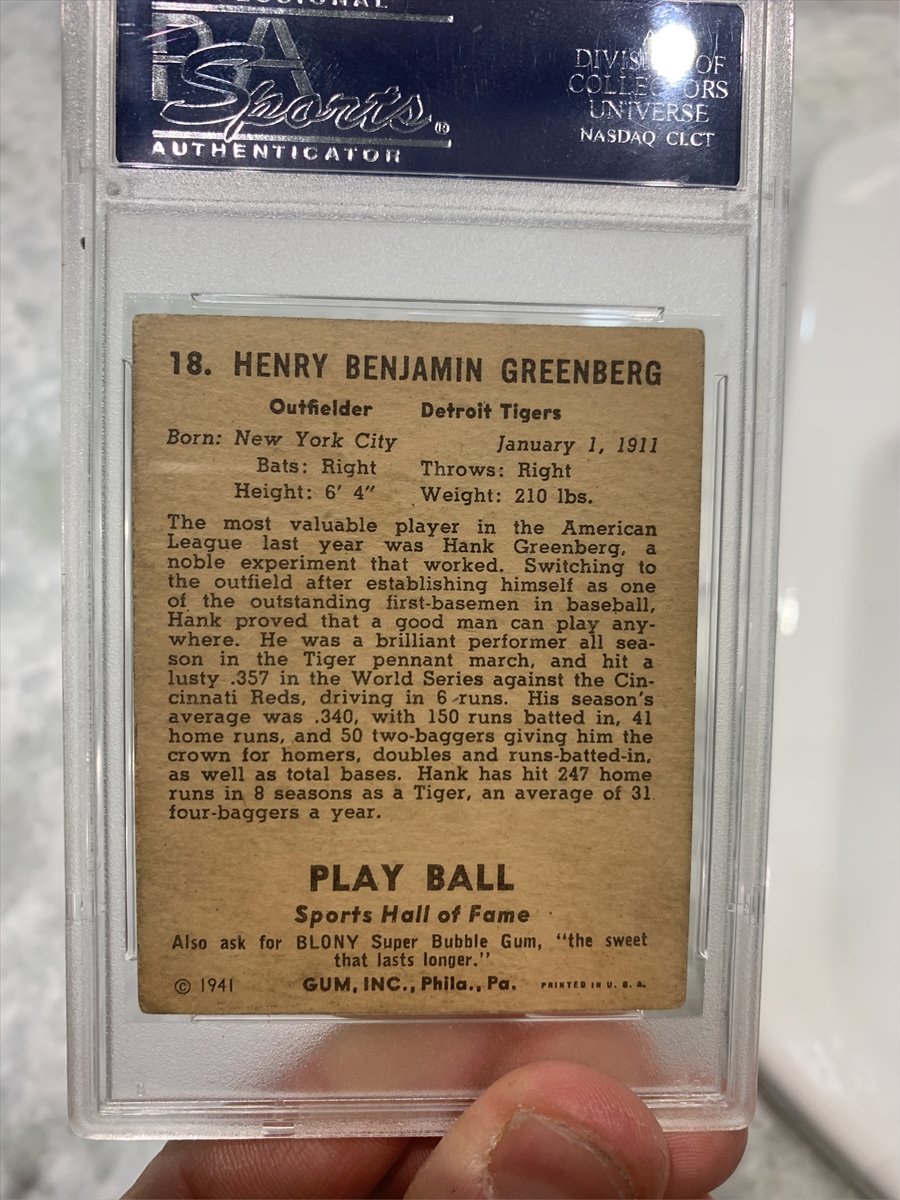 PSA
Sports®
AUTHENTICATOR
DIVISION OF
COLLECTORS
UNIVERSE
NASDAQ CLCT
18. HENRY BENJAMIN GREENBERG
Outfielder Detroit Tigers
Born: New York City January 1, 1911
Bats: Right Throws: Right
Height: 6' 4" Weight: 210 lbs.
The most valuable player in the American
League last year was Hank Greenberg, a
noble experiment that worked. Switching to
the outfield after establishing himself as one
of the outstanding first-basemen in baseball,
Hank proved that a good man can play any-
where. He was a brilliant performer all sea-
son in the Tiger pennant march, and hit a
lusty .357 in the World Series against the Cin-
cinnati Reds, driving in 6 runs. His season's
average was .340, with 150 runs batted in, 41
home runs, and 50 two-baggers giving him the
crown for homers, doubles and runs-batted-in,
as well as total bases. Hank has hit 247 home
runs in 8 seasons as a Tiger, an average of 31
four-baggers a year.
PLAY BALL
Sports Hall of Fame
Also ask for BLONY Super Bubble Gum, "the sweet
that lasts longer."
© 1941 GUM, INC., Phila., Pa. PRINTED IN U. S. A.